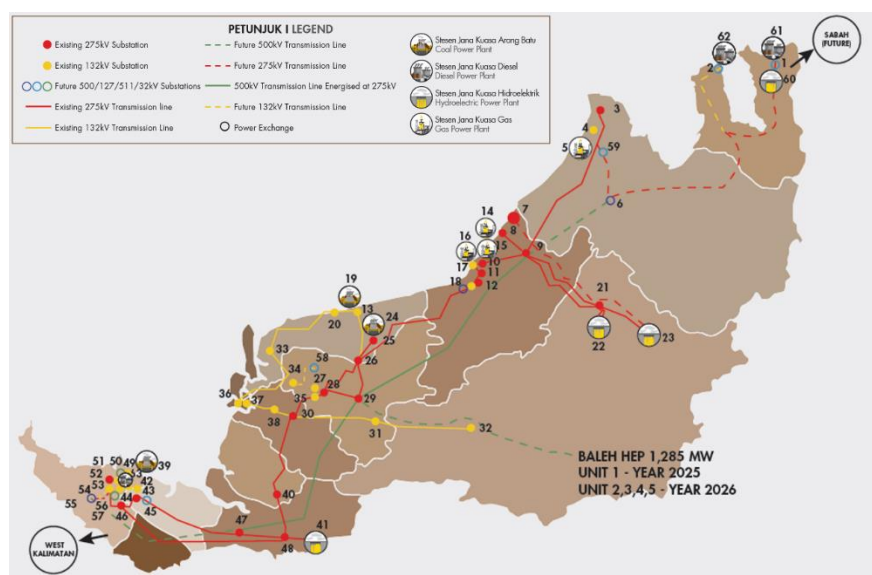 PETUNJUK I LEGEND
Existing 275kV Substation
Existing 132kV Substation
Future 500/127/511/32kV Substations
Existing 275kV Transmission line
Existing 132kV Transmission Line
Future 500kV Transmission Line
Future 275kV Transmission Line
500kV Transmission Line Energised at 275kV
Future 132kV Transmission Line
Power Exchange
Stesen Jana Kuasa Arang Batu
Coal Power Plant
Stesen Jana Kuasa Diesel
Diesel Power Plant
Stesen Jana Kuasa Hidroelektrik
Hydroelectric Power Plant
Stesen Jana Kuasa Gas
Gas Power Plant
62
61
SABAH
(FUTURE)
2
1
60
3
4
5
59
6
7
14
8
16
15
9
17
10
11
18
12
21
22
23
19
20
13
24
25
33
26
58
34
27
28
36
37
35
29
38
30
31
32
BALEH HEP 1,285 MW
UNIT 1 - YEAR 2025
UNIT 2,3,4,5 - YEAR 2026
51
50
49
39
52
53
42
53
43
54
44
55
56
45
57
46
40
47
48
41
WEST
KALIMATAN